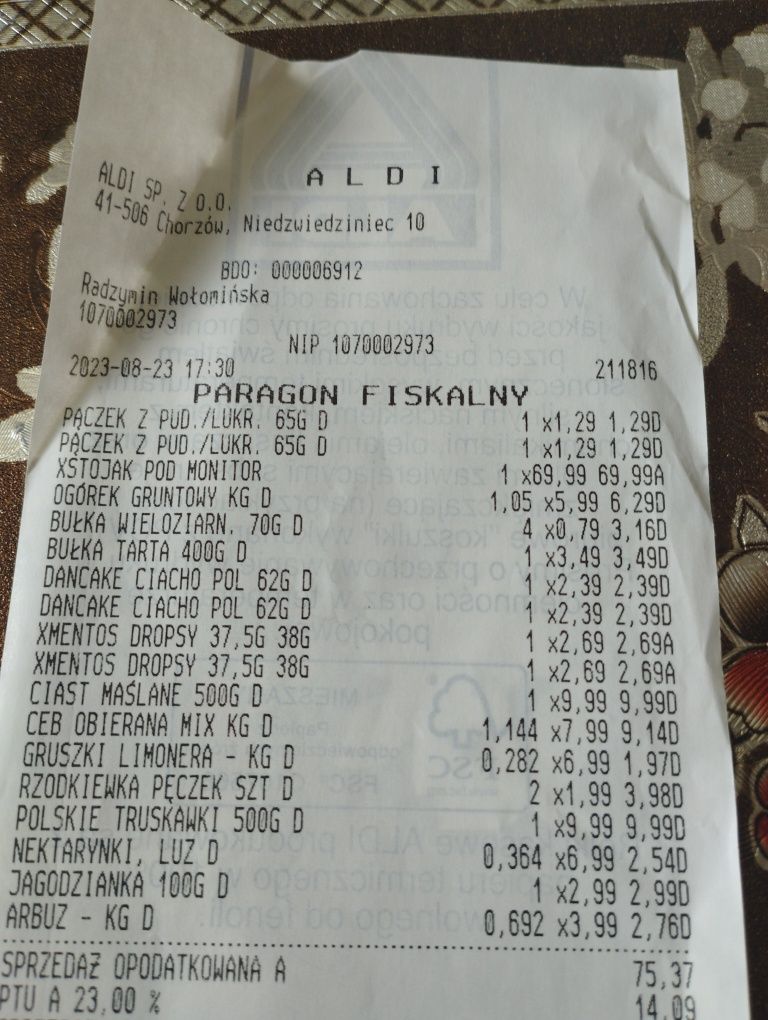 A L D I
ALDI SP. Z O.O.
41-506 Chorzów, Niedzwiedziniec 10
BDO: 000006912
Radzymin Wołomińska
1070002973
NIP 1070002973
2023-08-23 17:30 211816
PARAGON FISKALNY
PĄCZEK Z PUD./LUKR. 65G D 1 x1,29 1,29D
PĄCZEK Z PUD./LUKR. 65G D 1 x1,29 1,29D
XSTOJAK POD MONITOR 1 x69,99 69,99A
OGÓREK GRUNTOWY KG D 1,05 x5,99 6,29D
BUŁKA WIELOZIARN. 70G D 4 x0,79 3,16D
BUŁKA TARTA 400G D 1 x3,49 3,49D
DANCAKE CIACHO POL 62G D 1 x2,39 2,39D
DANCAKE CIACHO POL 62G D 1 x2,39 2,39D
XMENTOS DROPSY 37,5G 38G 1 x2,69 2,69A
XMENTOS DROPSY 37,5G 38G 1 x2,69 2,69A
CIAST MAŚLANE 500G D 1 x9,99 9,99D
CEB OBIERANA MIX KG D 1,144 x7,99 9,14D
GRUSZKI LIMONERA - KG D 0,282 x6,99 1,97D
RZODKIEWKA PĘCZEK SZT D 2 x1,99 3,98D
POLSKIE TRUSKAWKI 500G D 1 x9,99 9,99D
NEKTARYNKI, LUZ D 0,364 x6,99 2,54D
JAGODZIANKA 100G D 1 x2,99 2,99D
ARBUZ - KG D 0,692 x3,99 2,76D
SPRZEDAŻ OPODATKOWANA A 75,37
PTU A 23,00 % 14,09